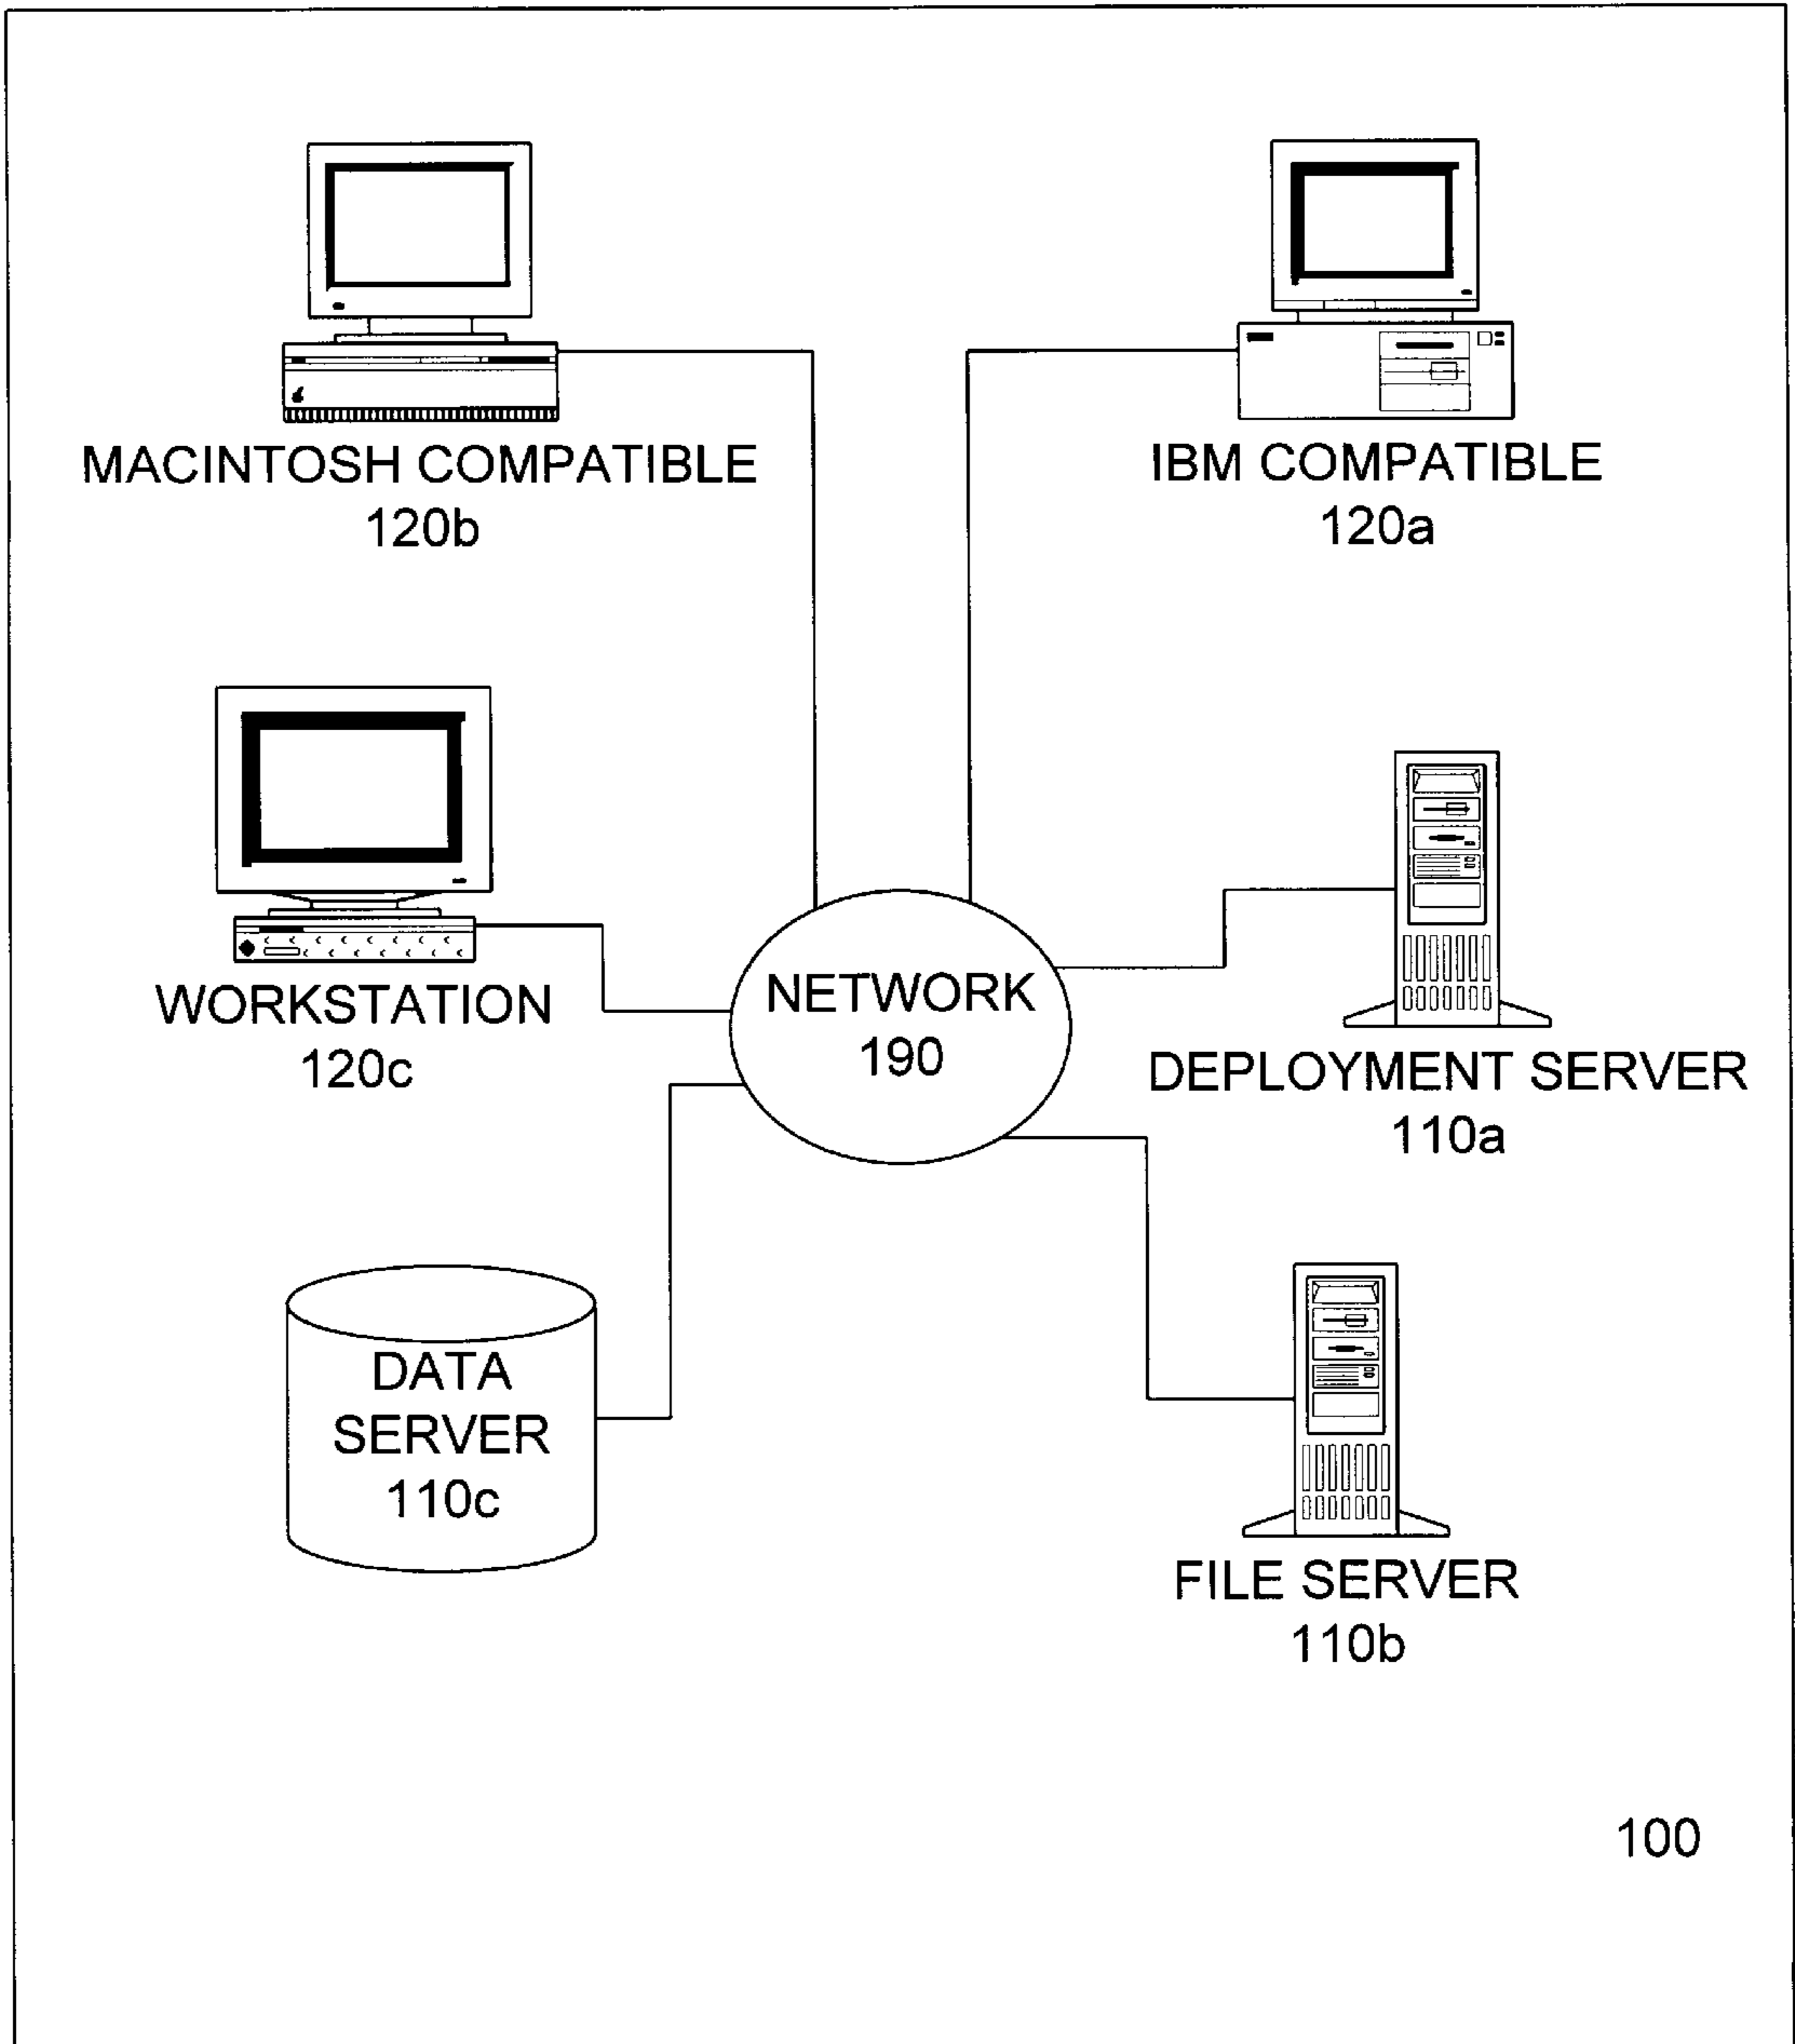 MACINTOSH COMPATIBLE
120b
IBM COMPATIBLE
120a
WORKSTATION
120c
NETWORK
190
DEPLOYMENT SERVER
110a
DATA
SERVER
110c
FILE SERVER
110b
100